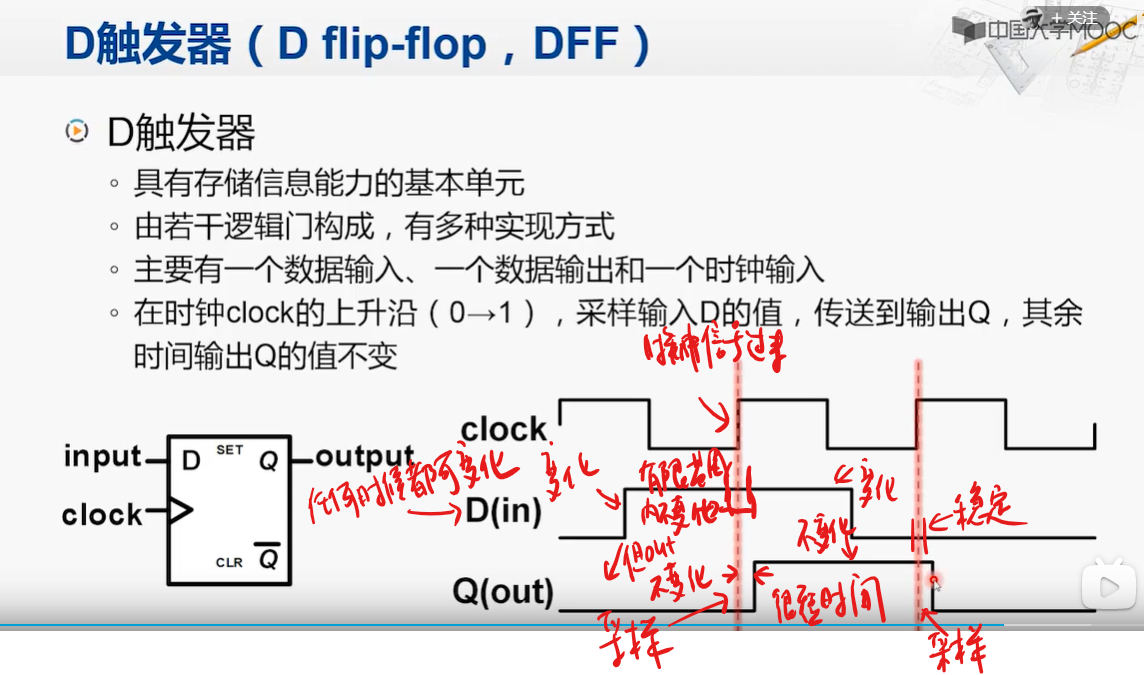 D触发器（D flip-flop，DFF）
+ 关注
中国大学MOOC
D触发器
具有存储信息能力的基本单元
由若干逻辑门构成，有多种实现方式
主要有一个数据输入、一个数据输出和一个时钟输入
在时钟clock的上升沿（0→1），采样输入D的值，传送到输出Q，其余
时间输出Q的值不变
时钟信号过来
clock
input
D
SET
Q
output
任何时候都可变化
变化
有限范围
内不变化
变化
D(in)
稳定
clock
不变化
但out
不变化
CLR
Q
Q(out)
很短时间
采样
采样